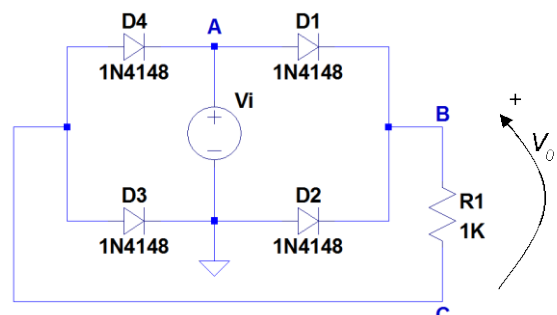 D4 A D1
1N4148 1N4148
Vi
+
−
B
+
V0
D3 D2
1N4148 1N4148
R1
1K
C